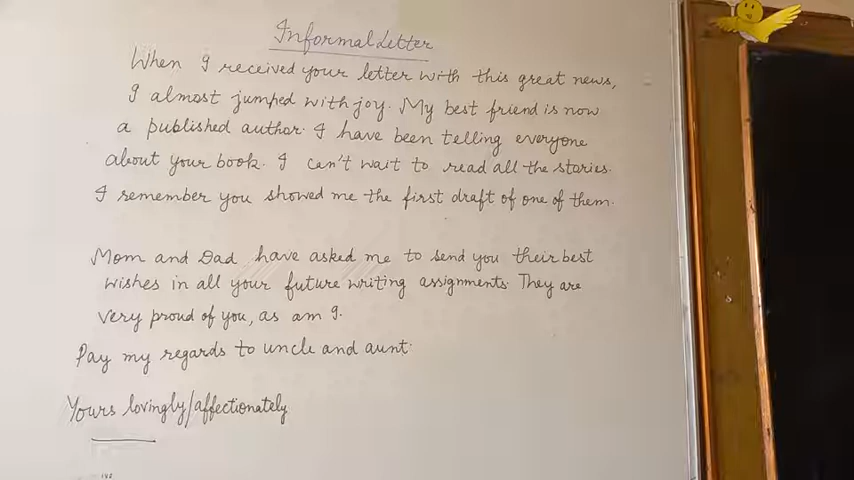 Informal Letter
When I received your letter with this great news,
I almost jumped with joy. My best friend is now
a published author. I have been telling everyone
about your book. I can't wait to read all the stories.
I remember you showed me the first draft of one of them.
Mom and Dad have asked me to send you their best
wishes in all your future writing assignments. They are
very proud of you, as am I.
Pay my regards to uncle and aunt.
Yours lovingly/affectionately